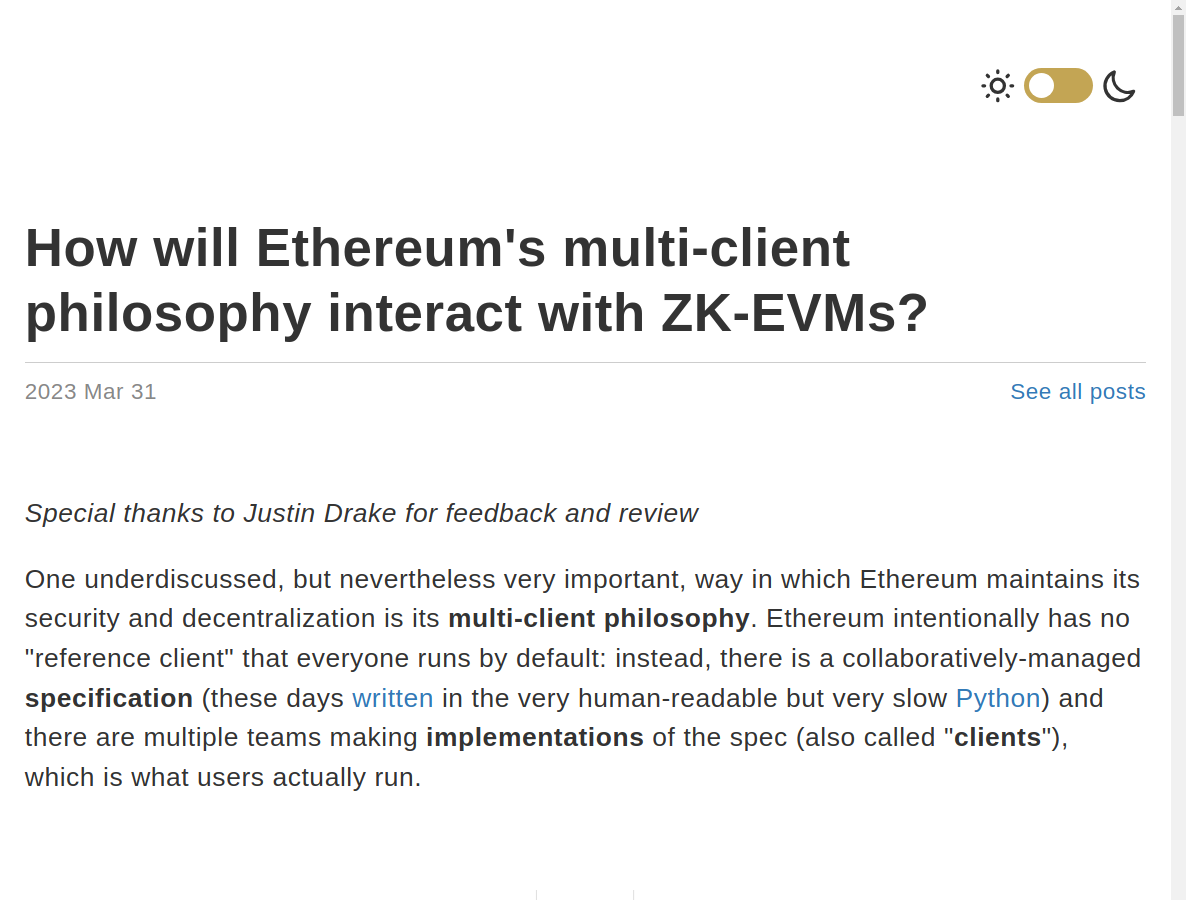 How will Ethereum's multi-client
philosophy interact with ZK-EVMs?
2023 Mar 31
See all posts
Special thanks to Justin Drake for feedback and review
One underdiscussed, but nevertheless very important, way in which Ethereum maintains its
security and decentralization is its multi-client philosophy. Ethereum intentionally has no
"reference client" that everyone runs by default: instead, there is a collaboratively-managed
specification (these days written in the very human-readable but very slow Python) and
there are multiple teams making implementations of the spec (also called "clients"),
which is what users actually run.